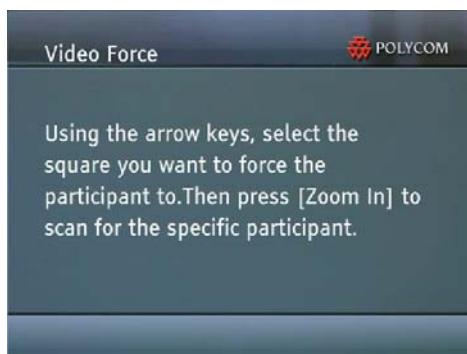 Video Force
POLYCOM
Using the arrow keys, select the
square you want to force the
participant to.Then press [Zoom In] to
scan for the specific participant.